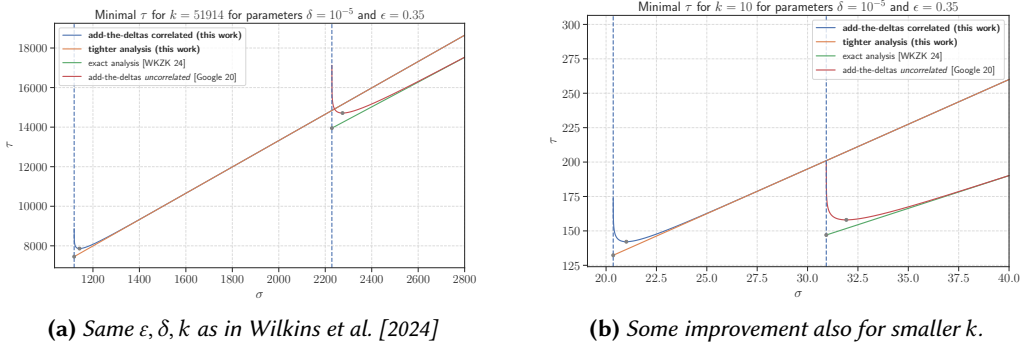 Minimal τ for k = 51914 for parameters δ = 10⁻⁵ and ϵ = 0.35
add-the-deltas correlated (this work)
tighter analysis (this work)
exact analysis [WKZK 24]
add-the-deltas uncorrelated [Google 20]
τ
18000
16000
14000
12000
10000
8000
1200
1400
1600
1800
2000
2200
2400
2600
2800
σ
(a) Same ε, δ, k as in Wilkins et al. [2024]
Minimal τ for k = 10 for parameters δ = 10⁻⁵ and ϵ = 0.35
add-the-deltas correlated (this work)
tighter analysis (this work)
exact analysis [WKZK 24]
add-the-deltas uncorrelated [Google 20]
τ
300
275
250
225
200
175
150
125
20.0
22.5
25.0
27.5
30.0
32.5
35.0
37.5
40.0
σ
(b) Some improvement also for smaller k.